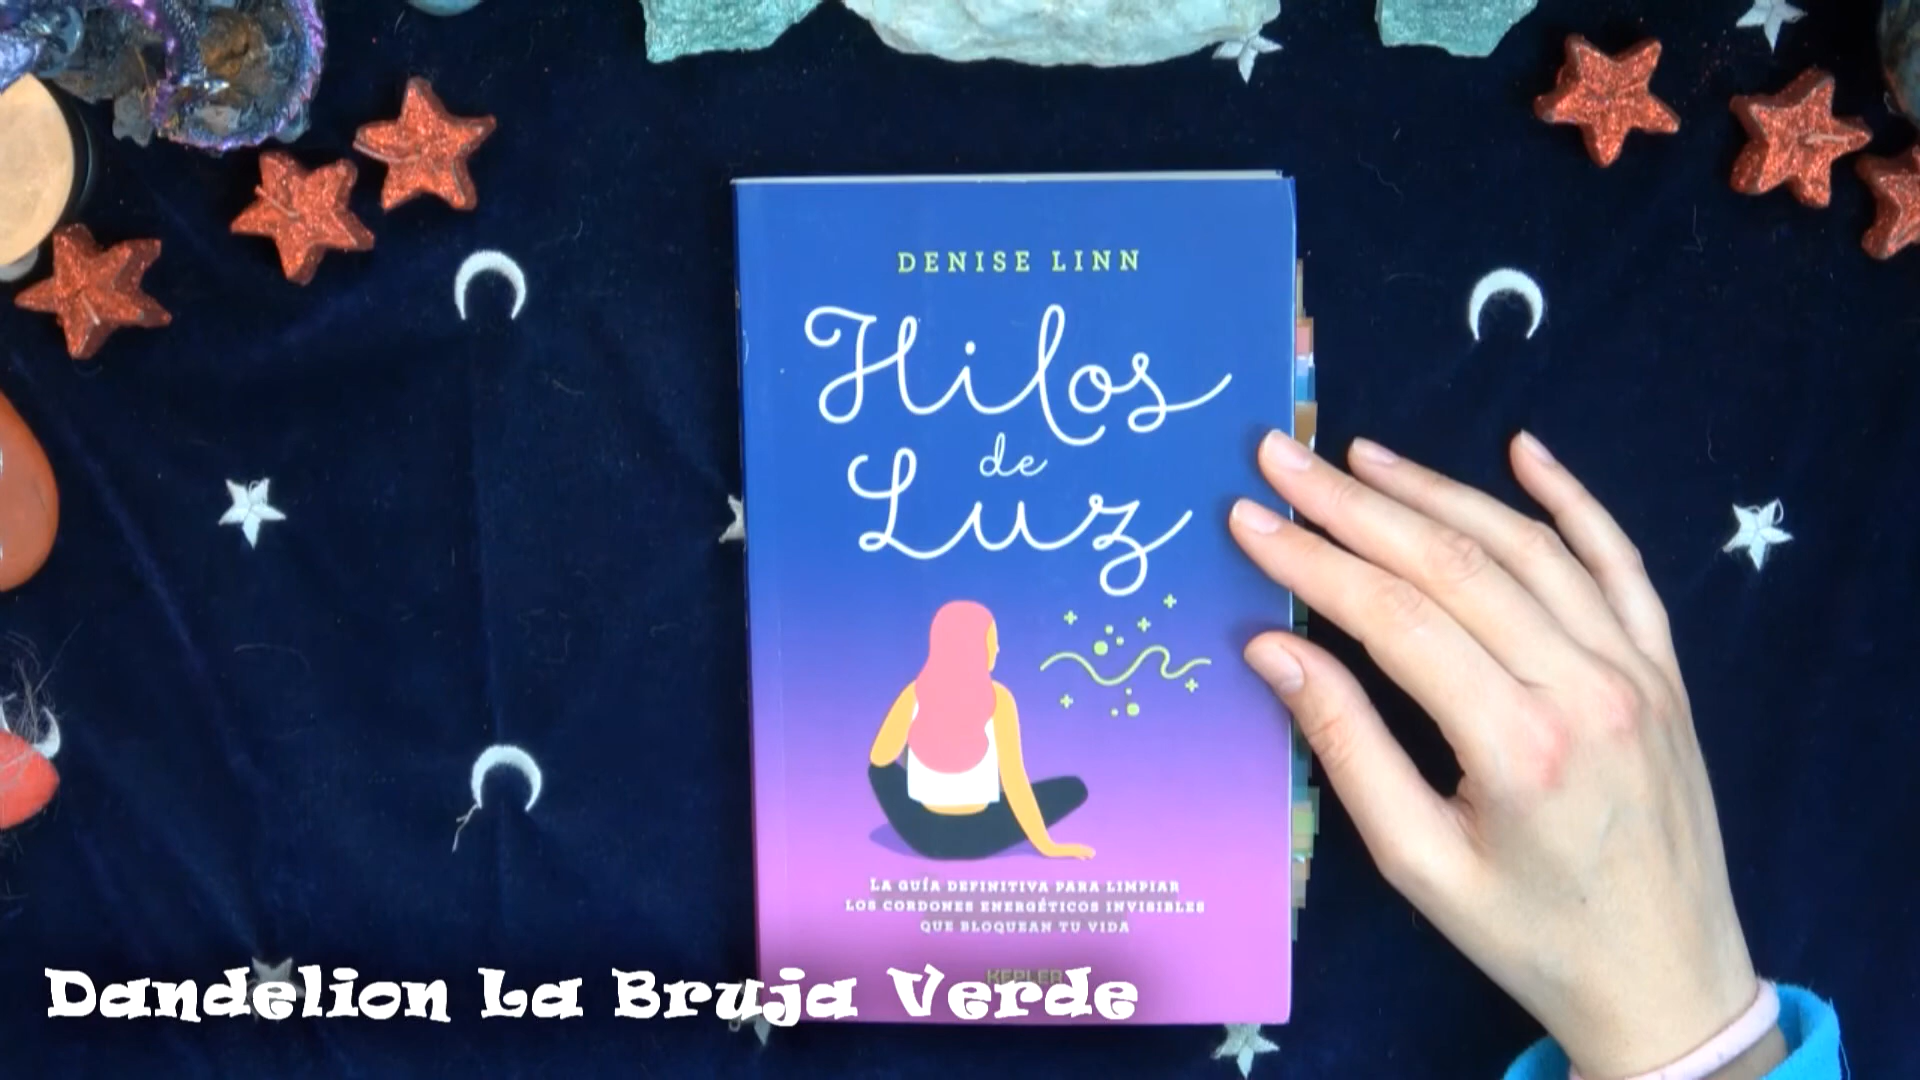 DENISE LINN
Hilos
de
Luz
LA GUÍA DEFINITIVA PARA LIMPIAR
LOS CORDONES ENERGÉTICOS INVISIBLES
QUE BLOQUEAN TU VIDA
KEPLER
Dandelion La Bruja Verde